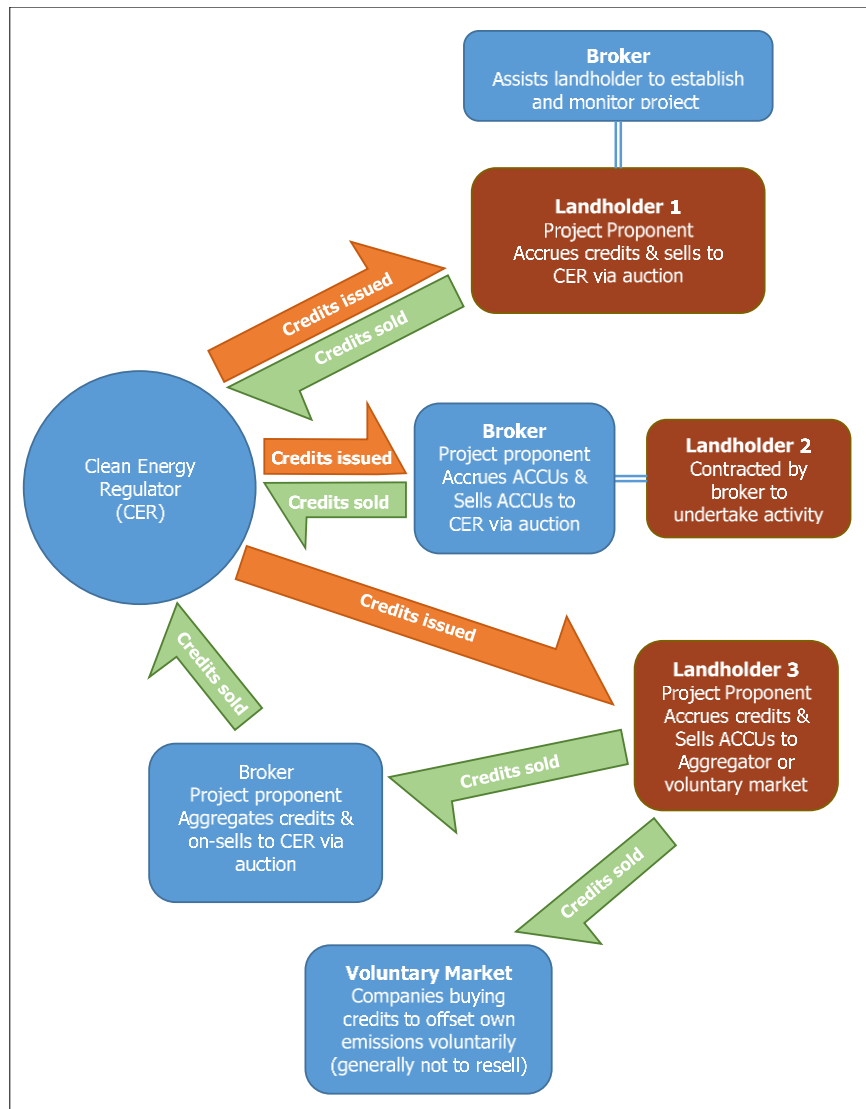 Broker
Assists landholder to establish
and monitor project
Landholder 1
Project Proponent
Accrues credits & sells to
CER via auction
Credits issued
Credits sold
Clean Energy
Regulator
(CER)
Credits issued
Credits sold
Broker
Project proponent
Accrues ACCUs &
Sells ACCUs to
CER via auction
Landholder 2
Contracted by
broker to
undertake activity
Credits issued
Credits sold
Landholder 3
Project Proponent
Accrues credits &
Sells ACCUs to
Aggregator or
voluntary market
Credits sold
Broker
Project proponent
Aggregates credits &
on-sells to CER via
auction
Credits sold
Voluntary Market
Companies buying
credits to offset own
emissions voluntarily
(generally not to resell)